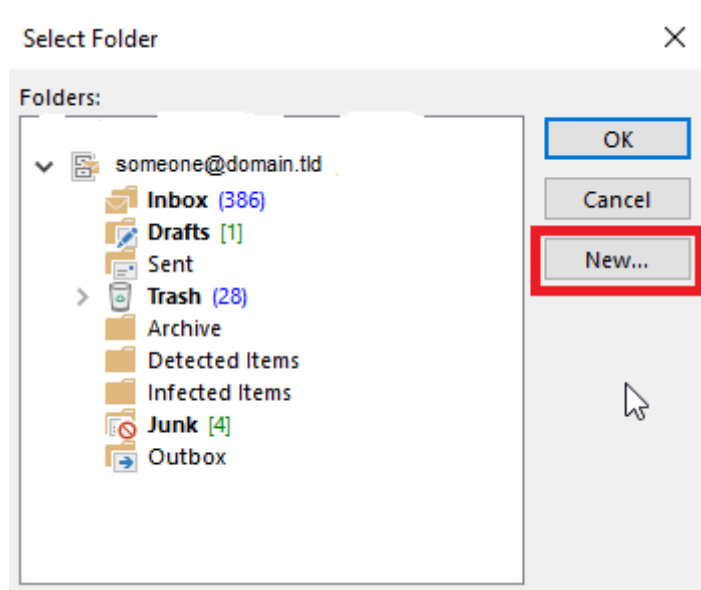 Select Folder
Folders:
someone@domain.tld
Inbox (386)
Drafts [1]
Sent
Trash (28)
Archive
Detected Items
Infected Items
Junk [4]
Outbox
OK
Cancel
New...